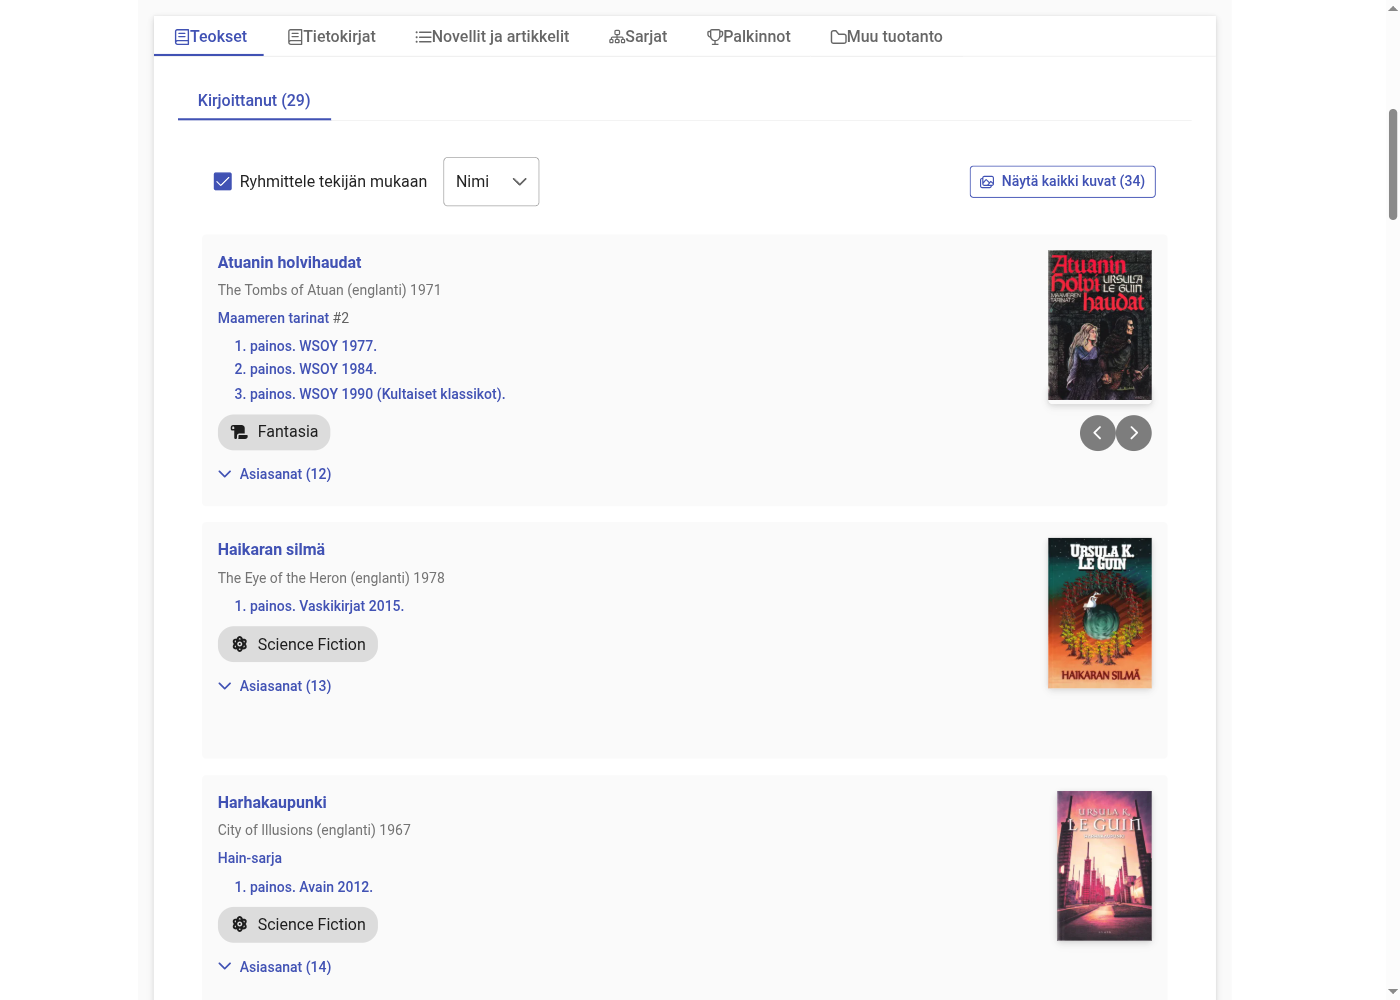 Teokset Tietokirjat Novellit ja artikkelit Sarjat Palkinnot Muu tuotanto
Kirjoittanut (29)
Ryhmittele tekijän mukaan Nimi Näytä kaikki kuvat (34)
Atuanin holvihaudat
The Tombs of Atuan (englanti) 1971
Maameren tarinat #2
1. painos. WSOY 1977.
2. painos. WSOY 1984.
3. painos. WSOY 1990 (Kultaiset klassikot).
Fantasia
Asiasanat (12)
Atuanin
holvi
URSULA
LE GUIN
MAAMEREN
TARINAT 2
haudat
Haikaran silmä
The Eye of the Heron (englanti) 1978
1. painos. Vaskikirjat 2015.
Science Fiction
Asiasanat (13)
URSULA K.
LE GUIN
HAIKARAN SILMÄ
Harhakaupunki
City of Illusions (englanti) 1967
Hain-sarja
1. painos. Avain 2012.
Science Fiction
Asiasanat (14)
URSULA K.
LE GUIN